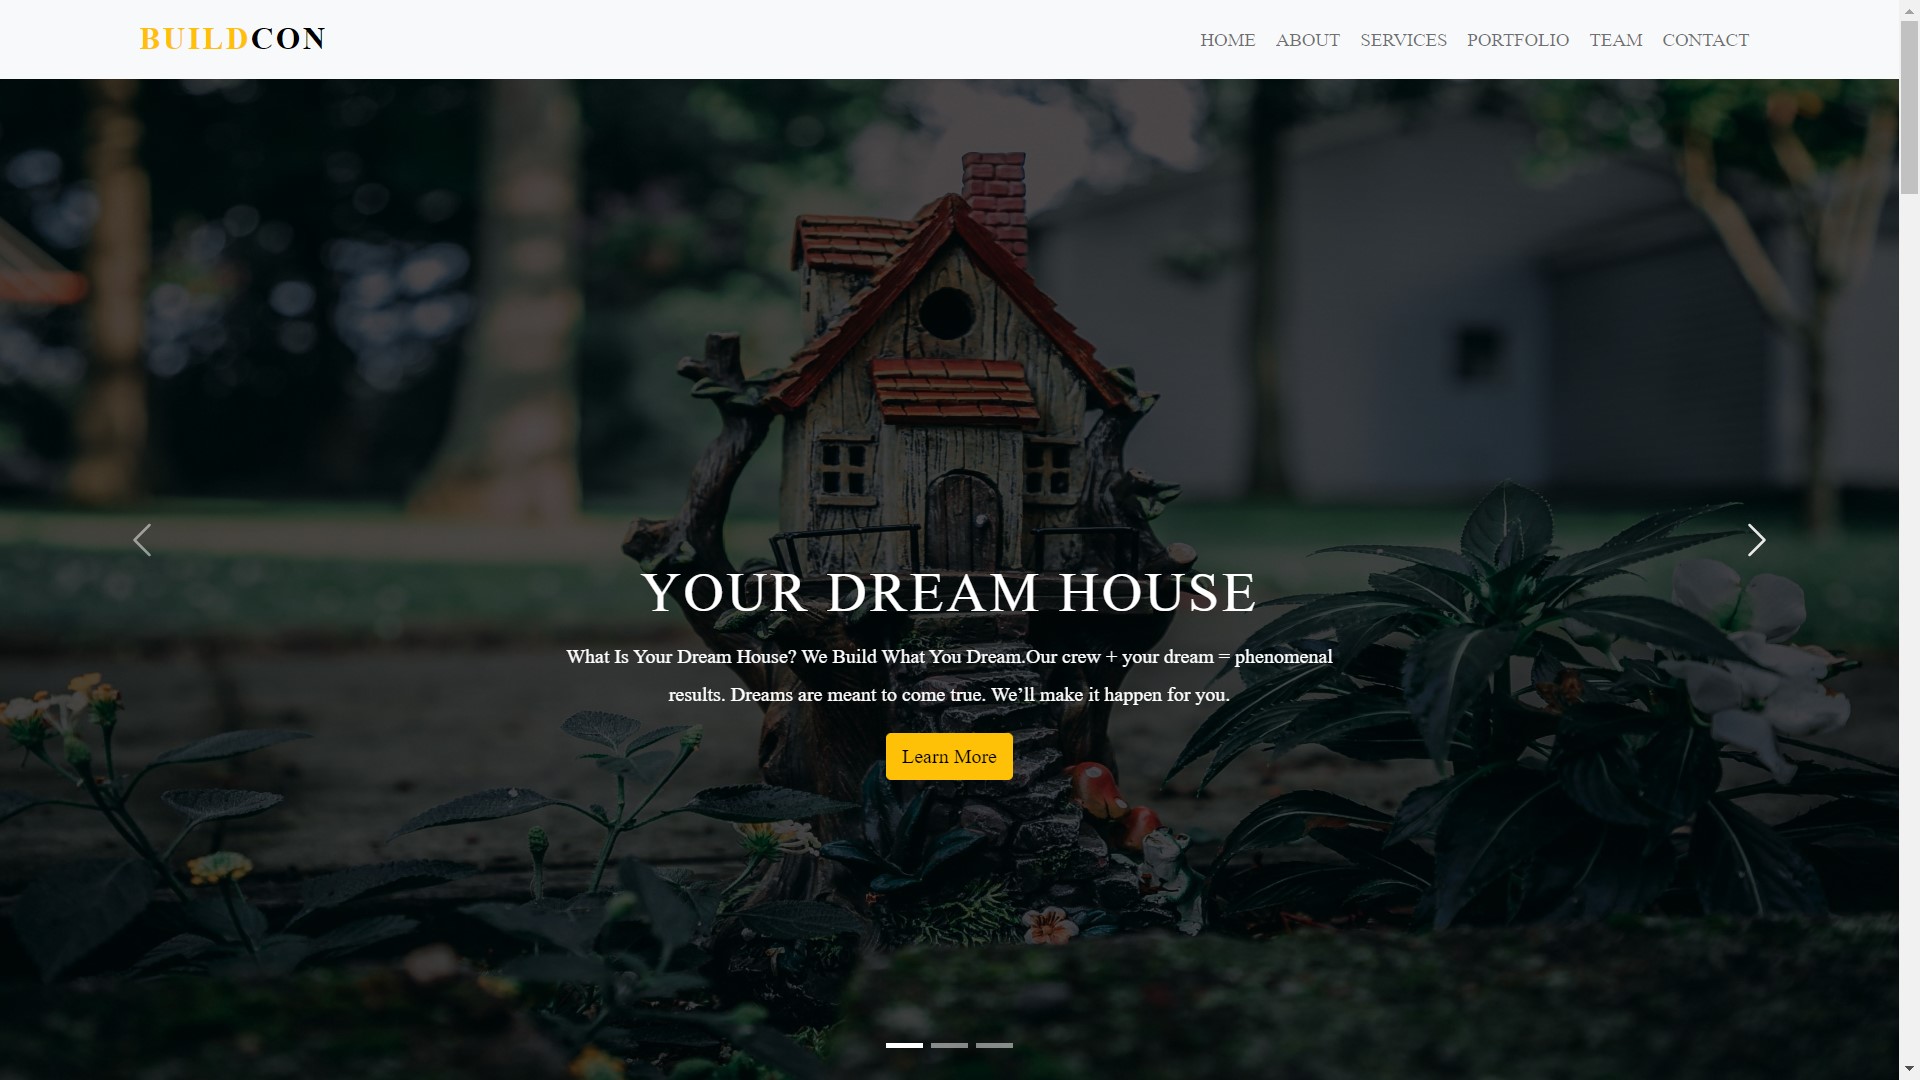 BUILDCON
HOME ABOUT SERVICES PORTFOLIO TEAM CONTACT
YOUR DREAM HOUSE
What Is Your Dream House? We Build What You Dream.Our crew + your dream = phenomenal
results. Dreams are meant to come true. We’ll make it happen for you.
Learn More